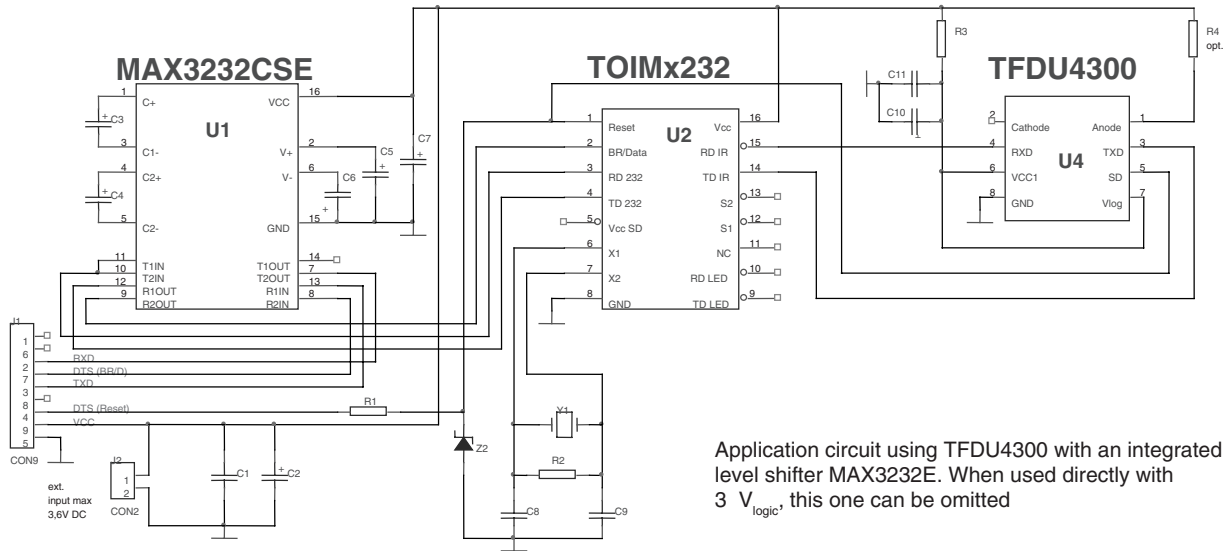 MAX3232CSE
TOIMx232
TFDU4300
U1
U2
U4
1
C+
3
C1-
4
C2+
5
C2-
11
T1IN
10
T2IN
12
R1OUT
9
R2OUT
16
VCC
2
V+
6
V-
15
GND
14
T1OUT
7
T2OUT
13
R1IN
8
R2IN
+
C3
+
C4
C5
+
C6
+
C7
+
1
Reset
2
BR/Data
3
RD 232
4
TD 232
5
Vcc SD
6
X1
7
X2
8
GND
16
Vcc
15
RD IR
14
TD IR
13
S2
12
S1
11
NC
10
RD LED
9
TD LED
R3
R4
opt.
C11
C10
2
Cathode
4
RXD
6
VCC1
8
GND
1
Anode
3
TXD
5
SD
7
Vlog
J1
1
6
2
7
3
8
4
9
5
CON9
RXD
DTS (BR/D)
TXD
DTS (Reset)
VCC
R1
Z2
Y1
R2
C8
C9
J2
1
2
CON2
ext.
input max
3,6V DC
C1
+
C2
Application circuit using TFDU4300 with an integrated
level shifter MAX3232E. When used directly with
3 Vlogic, this one can be omitted